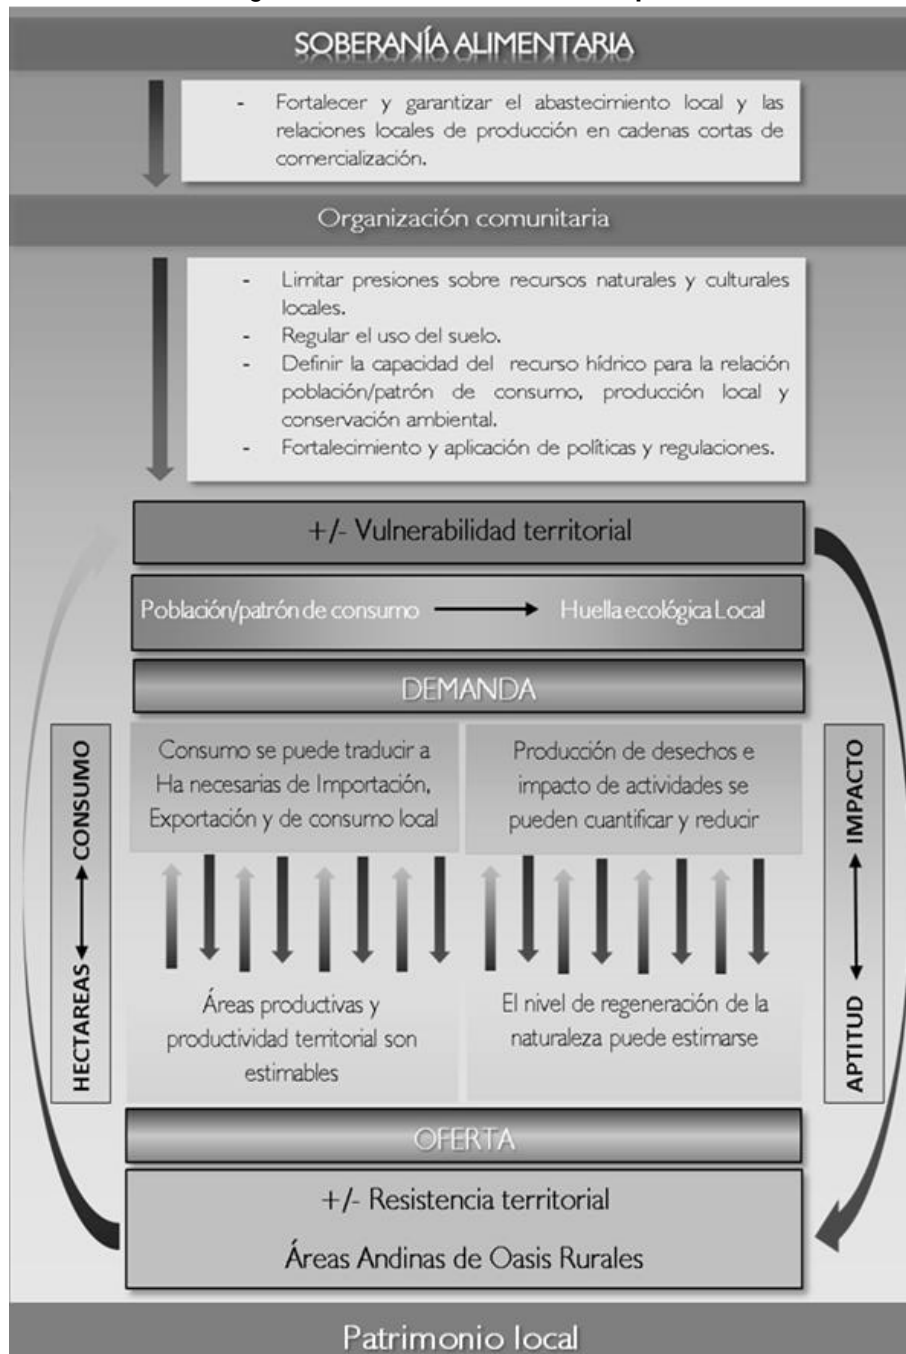 SOBERANÍA ALIMENTARIA
- Fortalecer y garantizar el abastecimiento local y las
relaciones locales de producción en cadenas cortas de
comercialización.
Organización comunitaria
- Limitar presiones sobre recursos naturales y culturales
locales.
- Regular el uso del suelo.
- Definir la capacidad del recurso hídrico para la relación
población/patrón de consumo, producción local y
conservación ambiental.
- Fortalecimiento y aplicación de políticas y regulaciones.
+/- Vulnerabilidad territorial
Población/patrón de consumo
Huella ecológica Local
DEMANDA
HECTAREAS
CONSUMO
Consumo se puede traducir a
Ha necesarias de Importación,
Exportación y de consumo local
Producción de desechos e
impacto de actividades se
pueden cuantificar y reducir
APTITUD
IMPACTO
Áreas productivas y
productividad territorial son
estimables
El nivel de regeneración de la
naturaleza puede estimarse
OFERTA
+/- Resistencia territorial
Áreas Andinas de Oasis Rurales
Patrimonio local